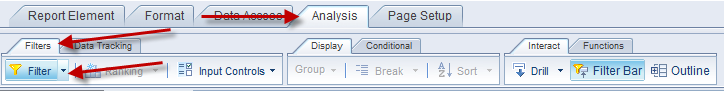 Report Element Format Data Access Analysis Page Setup
Filters Data Tracking Display Conditional Interact Functions
Filter Ranking Input Controls Group Break Sort Drill Filter Bar Outline